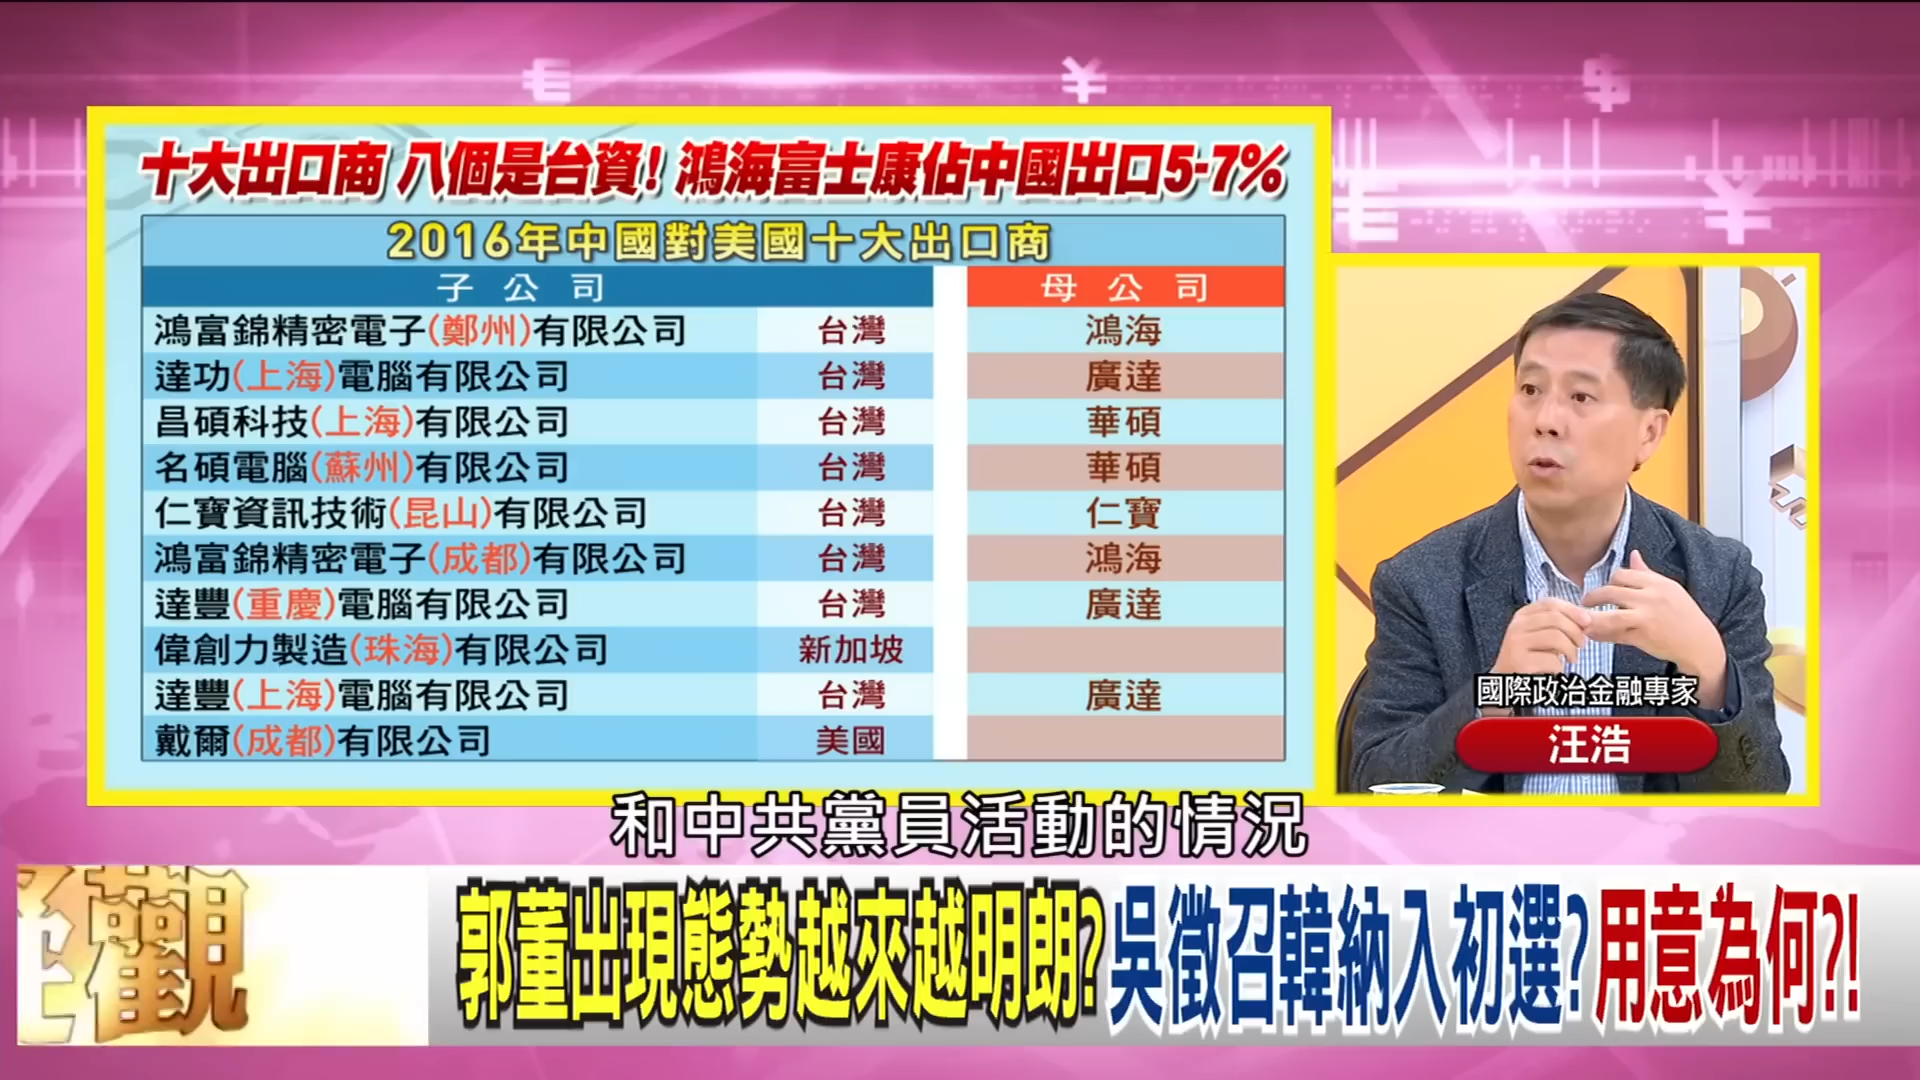 十大出口商 八個是台資! 鴻海富士康佔中國出口5-7%
2016年中國對美國十大出口商
子公司 母公司
鴻富錦精密電子(鄭州)有限公司 台灣 鴻海
達功(上海)電腦有限公司 台灣 廣達
昌碩科技(上海)有限公司 台灣 華碩
名碩電腦(蘇州)有限公司 台灣 華碩
仁寶資訊技術(昆山)有限公司 台灣 仁寶
鴻富錦精密電子(成都)有限公司 台灣 鴻海
達豐(重慶)電腦有限公司 台灣 廣達
偉創力製造(珠海)有限公司 新加坡
達豐(上海)電腦有限公司 台灣 廣達
戴爾(成都)有限公司 美國
國際政治金融專家
汪浩
和中共黨員活動的情況
觀
郭董出現態勢越來越明朗?吳徵召韓納入初選?用意為何?!